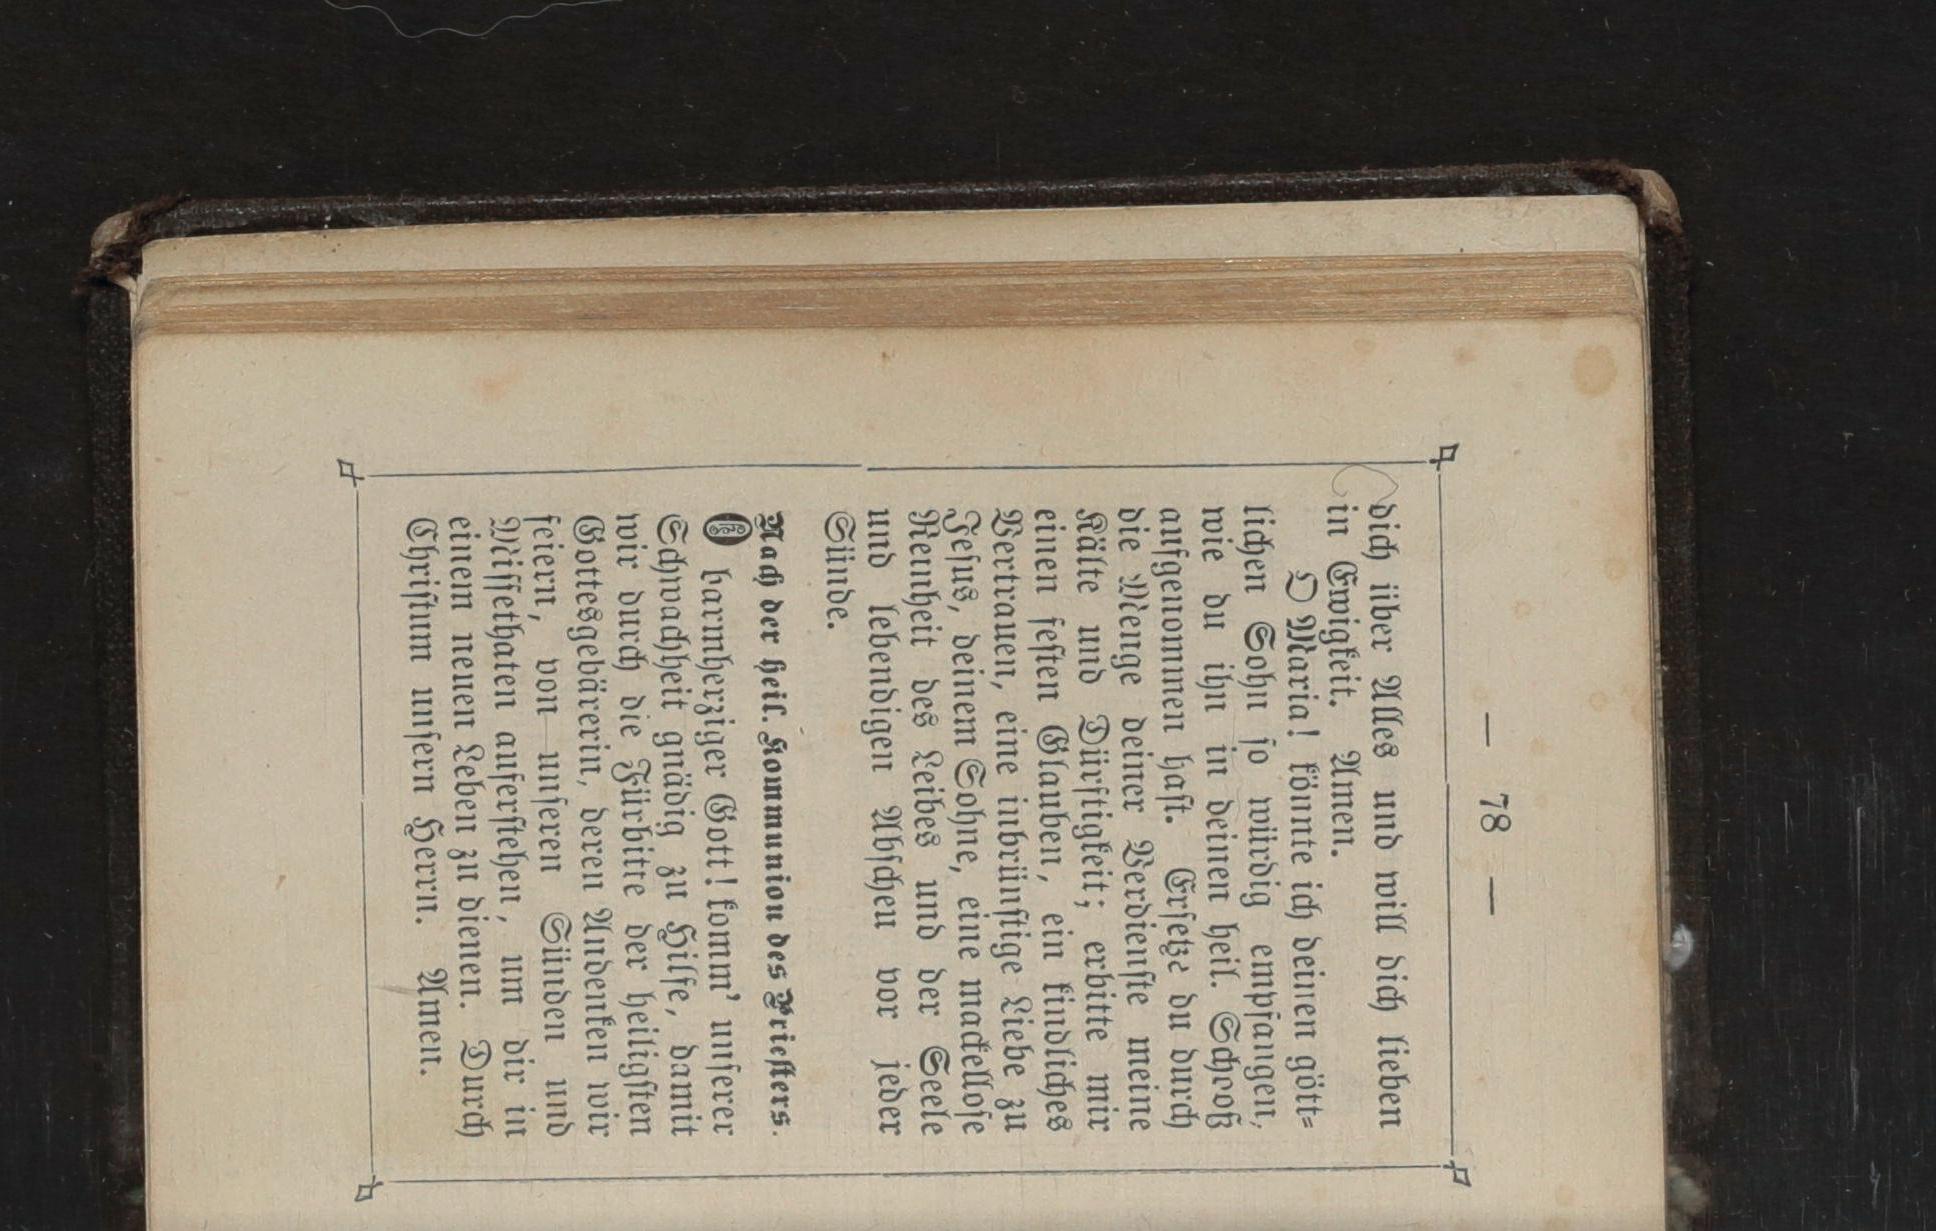 — 78 —
dich über Alles und will dich lieben
in Ewigkeit. Amen.
O Maria! könnte ich deinen gött=
lichen Sohn so würdig empfangen,
wie du ihn in deinen heil. Schooß
aufgenommen hast. Ersetze du durch
die Menge deiner Verdienste meine
Kälte und Dürftigkeit; erbitte mir
einen festen Glauben, ein kindliches
Vertrauen, eine inbrünstige Liebe zu
Jesus, deinem Sohne, eine mackellose
Reinheit des Leibes und der Seele
und lebendigen Abscheu vor jeder
Sünde.
Nach der heil. Kommunion des Priesters.
O barmherziger Gott! komm' unserer
Schwachheit gnädig zu Hilfe, damit
wir durch die Fürbitte der heiligsten
Gottesgebärerin, deren Andenken wir
feiern, von unseren Sünden und
Missethaten auferstehen, um dir in
einem neuen Leben zu dienen. Durch
Christum unsern Herrn. Amen.